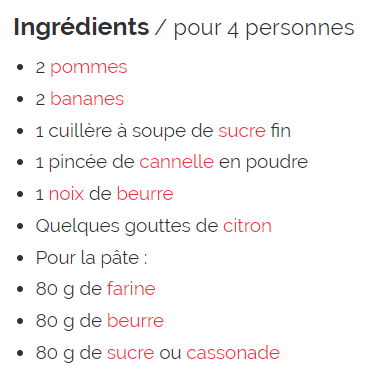 Ingrédients / pour 4 personnes
• 2 pommes
• 2 bananes
• 1 cuillère à soupe de sucre fin
• 1 pincée de cannelle en poudre
• 1 noix de beurre
• Quelques gouttes de citron
• Pour la pâte :
• 80 g de farine
• 80 g de beurre
• 80 g de sucre ou cassonade